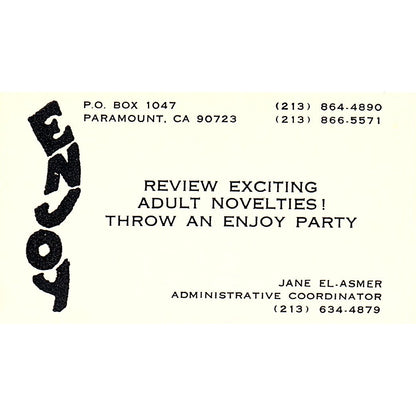 ENJOY
P.O. BOX 1047
PARAMOUNT, CA 90723
(213) 864-4890
(213) 866-5571
REVIEW EXCITING
ADULT NOVELTIES!
THROW AN ENJOY PARTY
JANE EL-ASMER
ADMINISTRATIVE COORDINATOR
(213) 634-4879